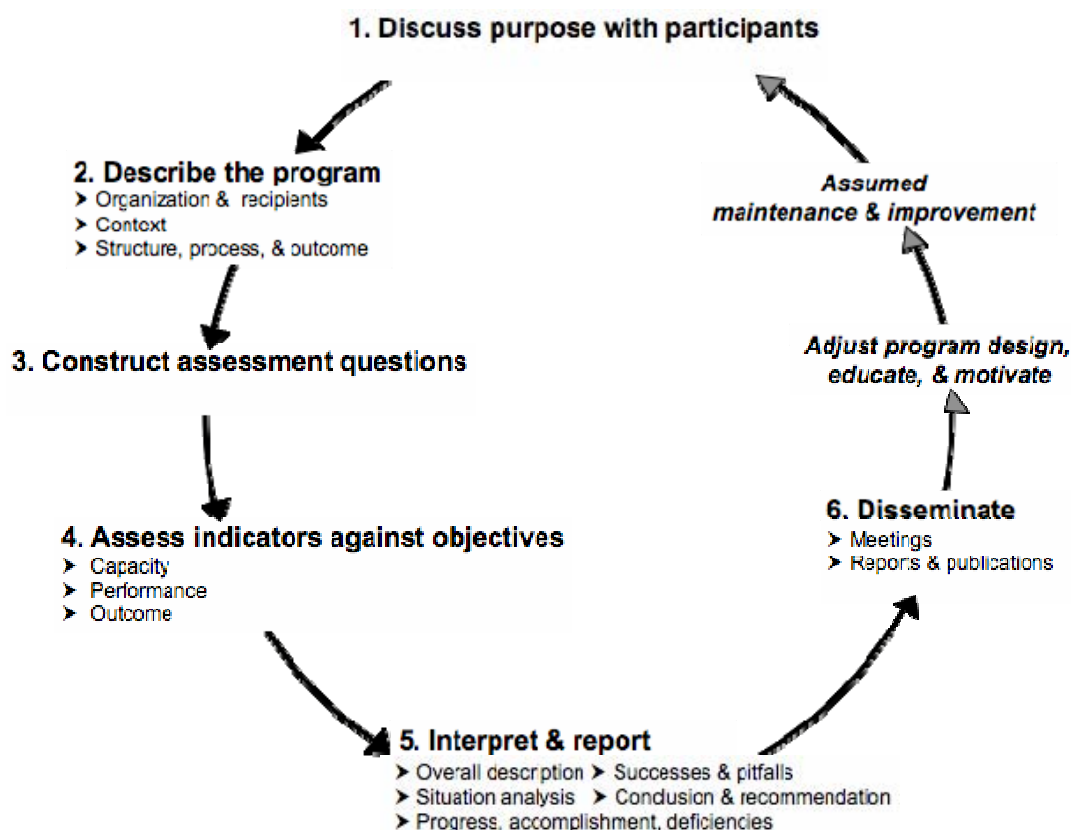 1. Discuss purpose with participants
2. Describe the program
➤ Organization & recipients
➤ Context
➤ Structure, process, & outcome
3. Construct assessment questions
4. Assess indicators against objectives
➤ Capacity
➤ Performance
➤ Outcome
5. Interpret & report
➤ Overall description ➤ Successes & pitfalls
➤ Situation analysis ➤ Conclusion & recommendation
➤ Progress, accomplishment, deficiencies
6. Disseminate
➤ Meetings
➤ Reports & publications
Adjust program design,
educate, & motivate
Assumed
maintenance & improvement